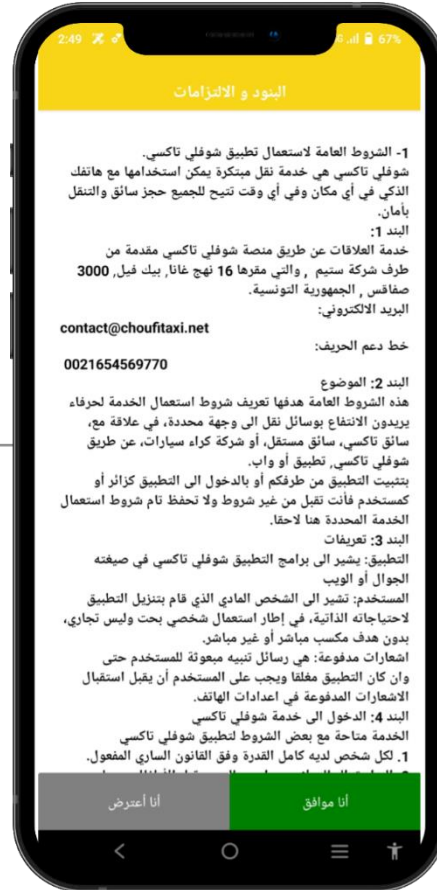 2:49
67%
البنود و الالتزامات
1- الشروط العامة لاستعمال تطبيق شوفلي تاكسي.
شوفلي تاكسي هي خدمة نقل مبتكرة يمكن استخدامها مع هاتفك
الذكي في أي مكان وفي أي وقت تتيح للجميع حجز سائق والتنقل
بأمان.
البند 1:
خدمة العلاقات عن طريق منصة شوفلي تاكسي مقدمة من
طرف شركة ستيم , والتي مقرها 16 نهج غانا, بيك فيل, 3000
صفاقس , الجمهورية التونسية.
البريد الالكتروني:
contact@choufitaxi.net
خط دعم الحريف:
0021654569770
البند 2: الموضوع
هذه الشروط العامة هدفها تعريف شروط استعمال الخدمة لحرفاء
يريدون الانتفاع بوسائل نقل الى وجهة محددة، في علاقة مع،
سائق تاكسي، سائق مستقل، أو شركة كراء سيارات، عن طريق
شوفلي تاكسي, تطبيق أو واب.
بتثبيت التطبيق من طرفكم أو بالدخول الى التطبيق كزائر أو
كمستخدم فأنت تقبل من غير شروط ولا تحفظ تام شروط استعمال
الخدمة المحددة هنا لاحقا.
البند 3: تعريفات
التطبيق: يشير الى برامج التطبيق شوفلي تاكسي في صيغته
الجوال أو الويب
المستخدم: تشير الى الشخص المادي الذي قام بتنزيل التطبيق
لاحتياجاته الذاتية، في إطار استعمال شخصي بحت وليس تجاري،
بدون هدف مكسب مباشر أو غير مباشر.
اشعارات مدفوعة: هي رسائل تنبيه مبعوثة للمستخدم حتى
وان كان التطبيق مغلقا ويجب على المستخدم أن يقبل استقبال
الاشعارات المدفوعة في اعدادات الهاتف.
البند 4: الدخول الى خدمة شوفلي تاكسي
الخدمة متاحة مع بعض الشروط لتطبيق شوفلي تاكسي
1. لكل شخص لديه كامل القدرة وفق القانون الساري المفعول.
أنا موافق
أنا أعترض